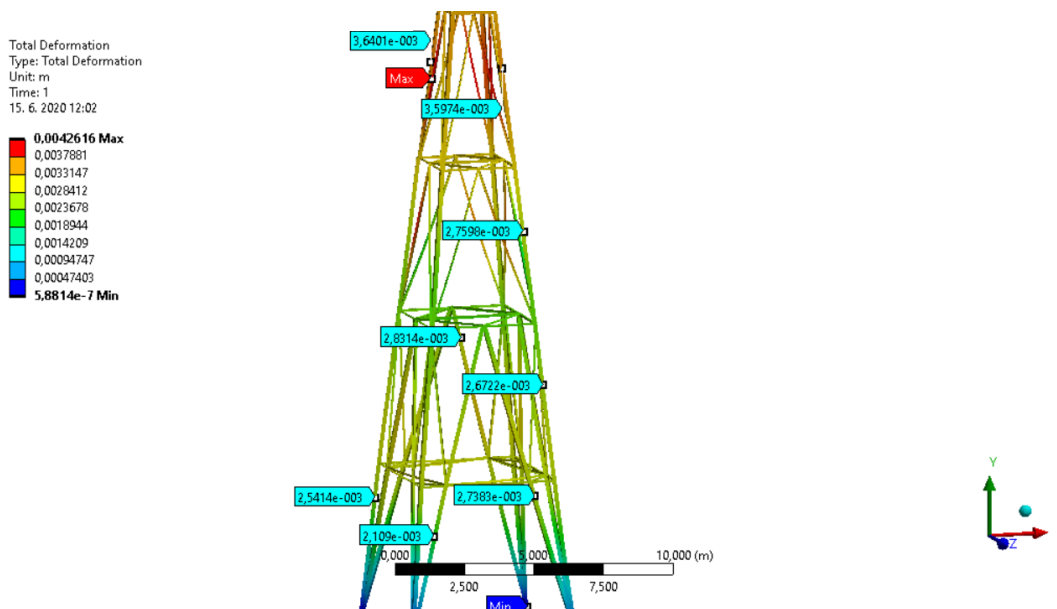 Total Deformation
Type: Total Deformation
Unit: m
Time: 1
15. 6. 2020 12:02
0,0042616 Max
0,0037881
0,0033147
0,0028412
0,0023678
0,0018944
0,0014209
0,00094747
0,00047403
5,8814e-7 Min
3,6401e-003
Max
3,5974e-003
2,7598e-003
2,8314e-003
2,6722e-003
2,5414e-003
2,7383e-003
2,109e-003
0,000 5,000 10,000 (m)
2,500 7,500
Min
Y
Z